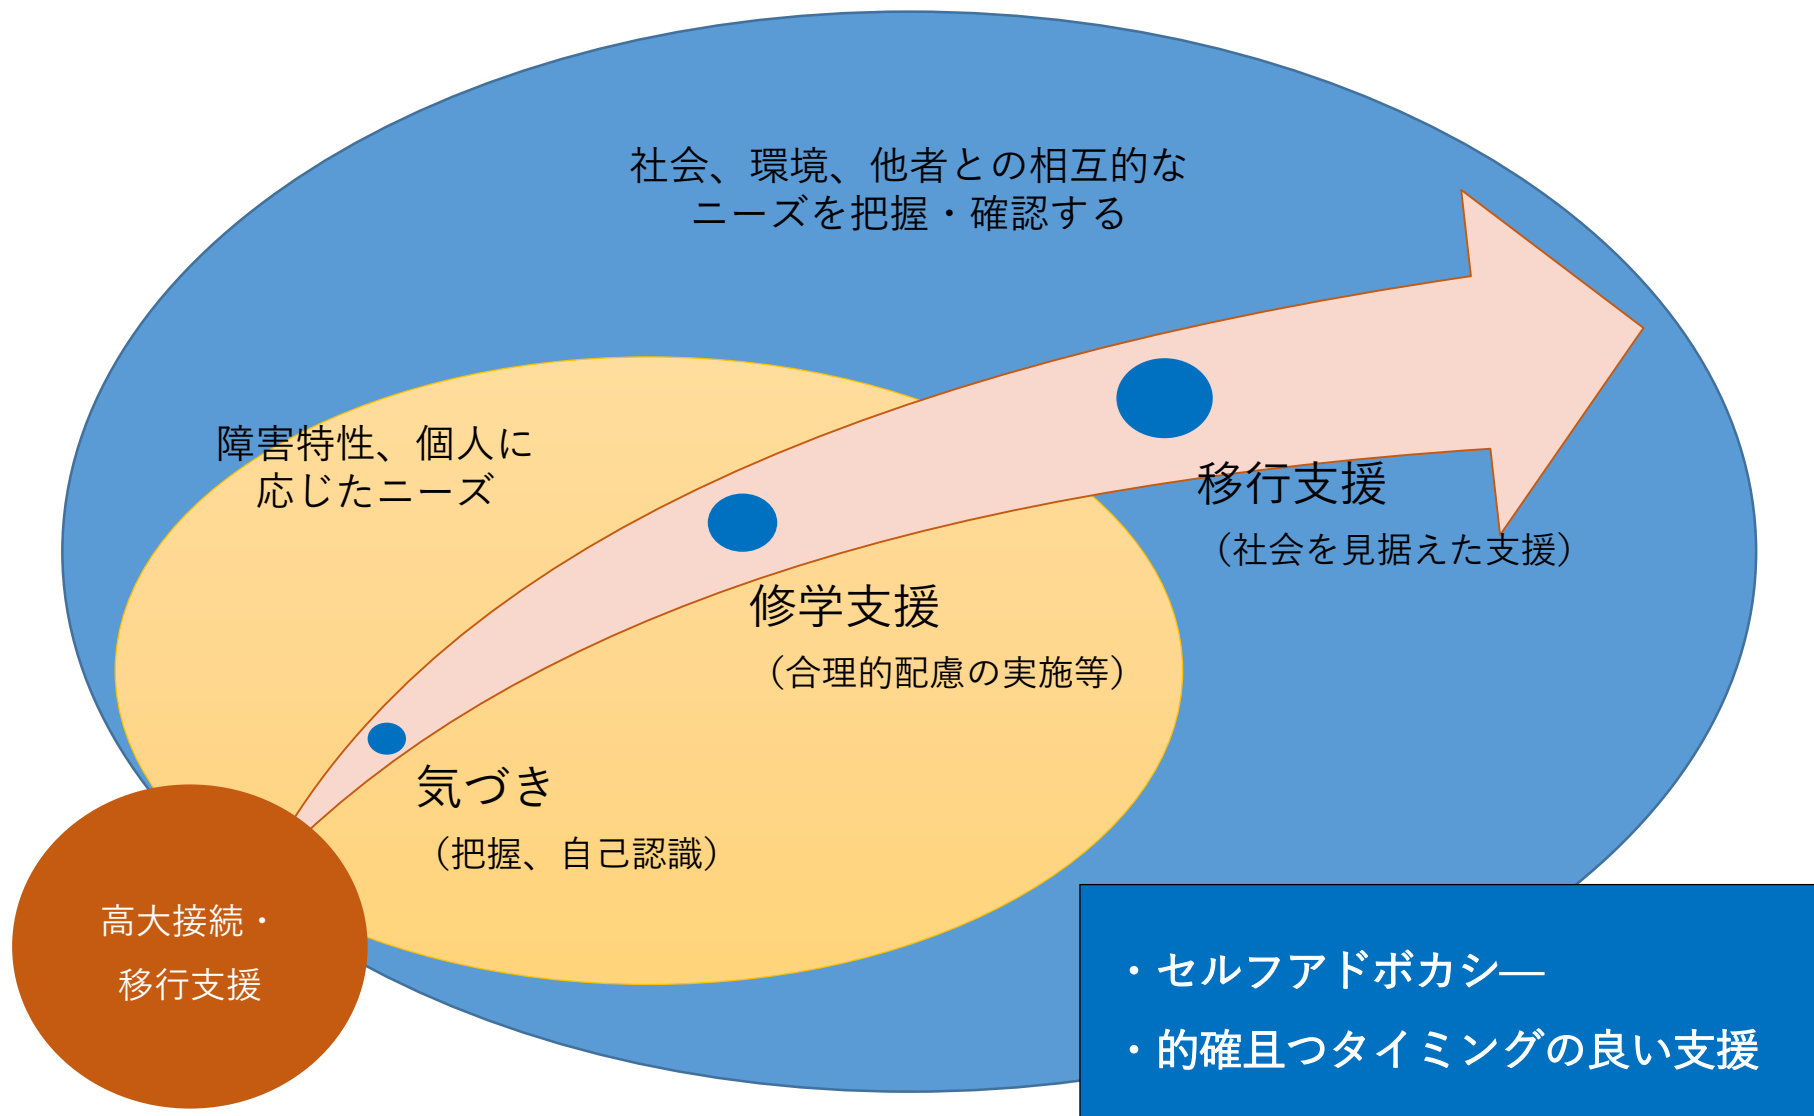 社会、環境、他者との相互的な
ニーズを把握・確認する
障害特性、個人に
応じたニーズ
移行支援
（社会を見据えた支援）
修学支援
（合理的配慮の実施等）
気づき
（把握、自己認識）
高大接続・
移行支援
・セルフアドボカシ―
・的確且つタイミングの良い支援